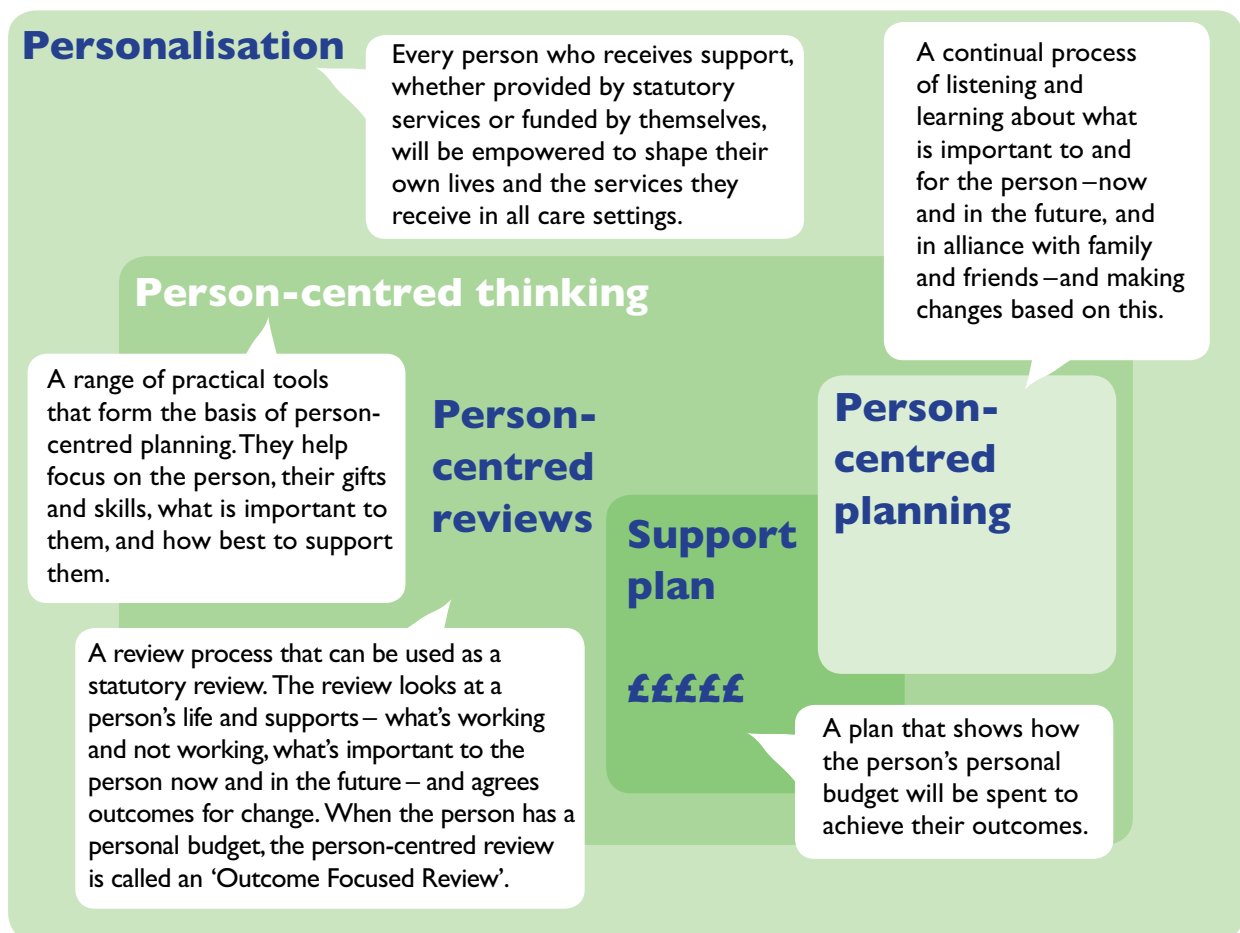 Personalisation
Every person who receives support,
whether provided by statutory
services or funded by themselves,
will be empowered to shape their
own lives and the services they
receive in all care settings.
A continual process
of listening and
learning about what
is important to and
for the person – now
and in the future, and
in alliance with family
and friends – and making
changes based on this.
Person-centred thinking
A range of practical tools
that form the basis of person-
centred planning. They help
focus on the person, their gifts
and skills, what is important to
them, and how best to support
them.
Person-
centred
reviews
A review process that can be used as a
statutory review. The review looks at a
person’s life and supports – what’s working
and not working, what’s important to the
person now and in the future – and agrees
outcomes for change. When the person has a
personal budget, the person-centred review
is called an ‘Outcome Focused Review’.
Support
plan
£££££
Person-
centred
planning
A plan that shows how
the person’s personal
budget will be spent to
achieve their outcomes.